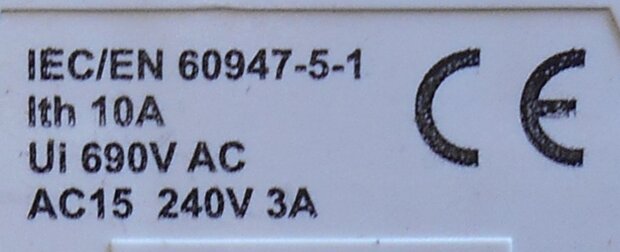 IEC/EN 60947-5-1
Ith 10A
Ui 690V AC
AC15 240V 3A
CE